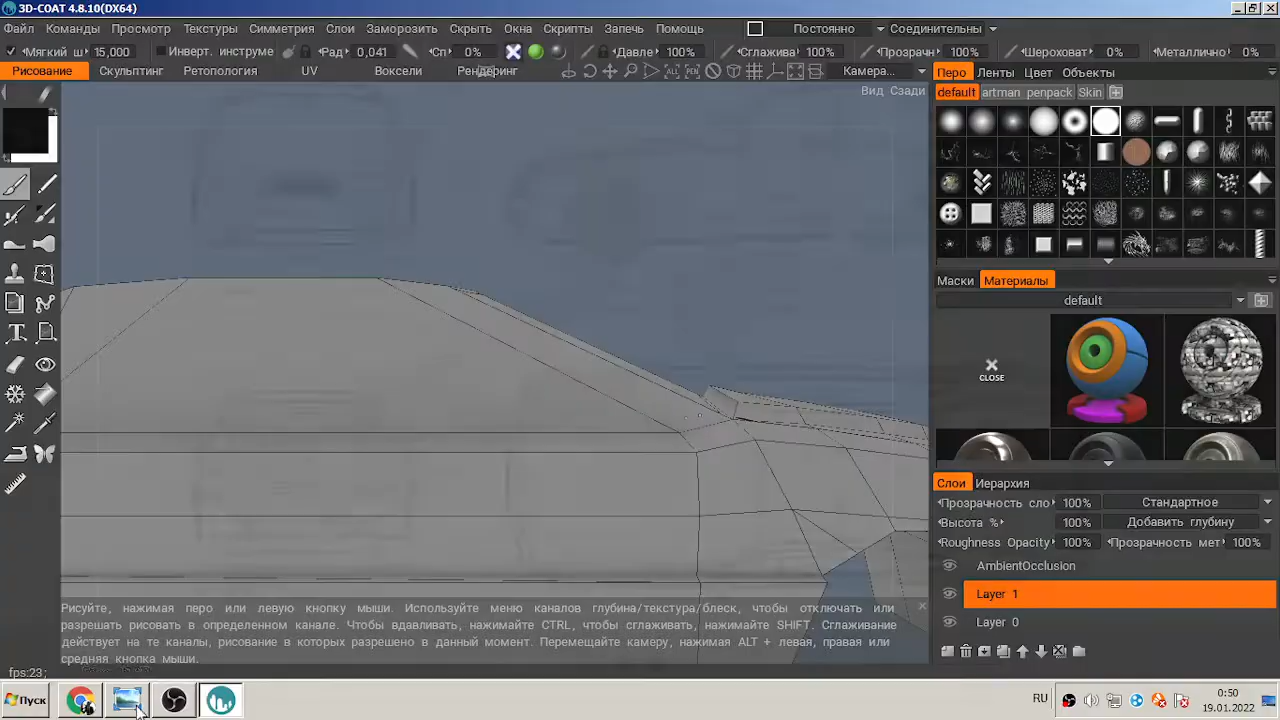 3D-COAT 4.8.10(DX64)
Файл Команды Просмотр Текстуры Симметрия Слои Заморозить Скрыть Окна Скрипты Запечь Помощь Постоянно Соединительны
Мягкий ш 15,000 Инверт. инструме Рад 0,041 Сп 0% Давле 100% Сглажива 100% Прозрачн 100% Шероховат 0% Металлично 0%
Рисование Скульптинг Ретопология UV Воксели Рендеринг ALL PEN Камера... Перо Ленты Цвет Объекты
Вид Сзади
default artman penpack Skin
Маски Материалы
default
CLOSE
Слои Иерархия
Прозрачность сло 100% Стандартное
Высота % 100% Добавить глубину
Roughness Opacity 100% Прозрачность мет 100%
AmbientOcclusion
Layer 1
Layer 0
Рисуйте, нажимая перо или левую кнопку мыши. Используйте меню каналов глубина/текстура/блеск, чтобы отключать или
разрешать рисовать в определенном канале. Чтобы вдавливать, нажимайте CTRL, чтобы сглаживать, нажимайте SHIFT. Сглаживание
действует на те каналы, рисование в которых разрешено в данный момент. Перемещайте камеру, нажимая ALT + левая, правая или
средняя кнопка мыши.
fps:23;
Пуск
RU
0:50
19.01.2022